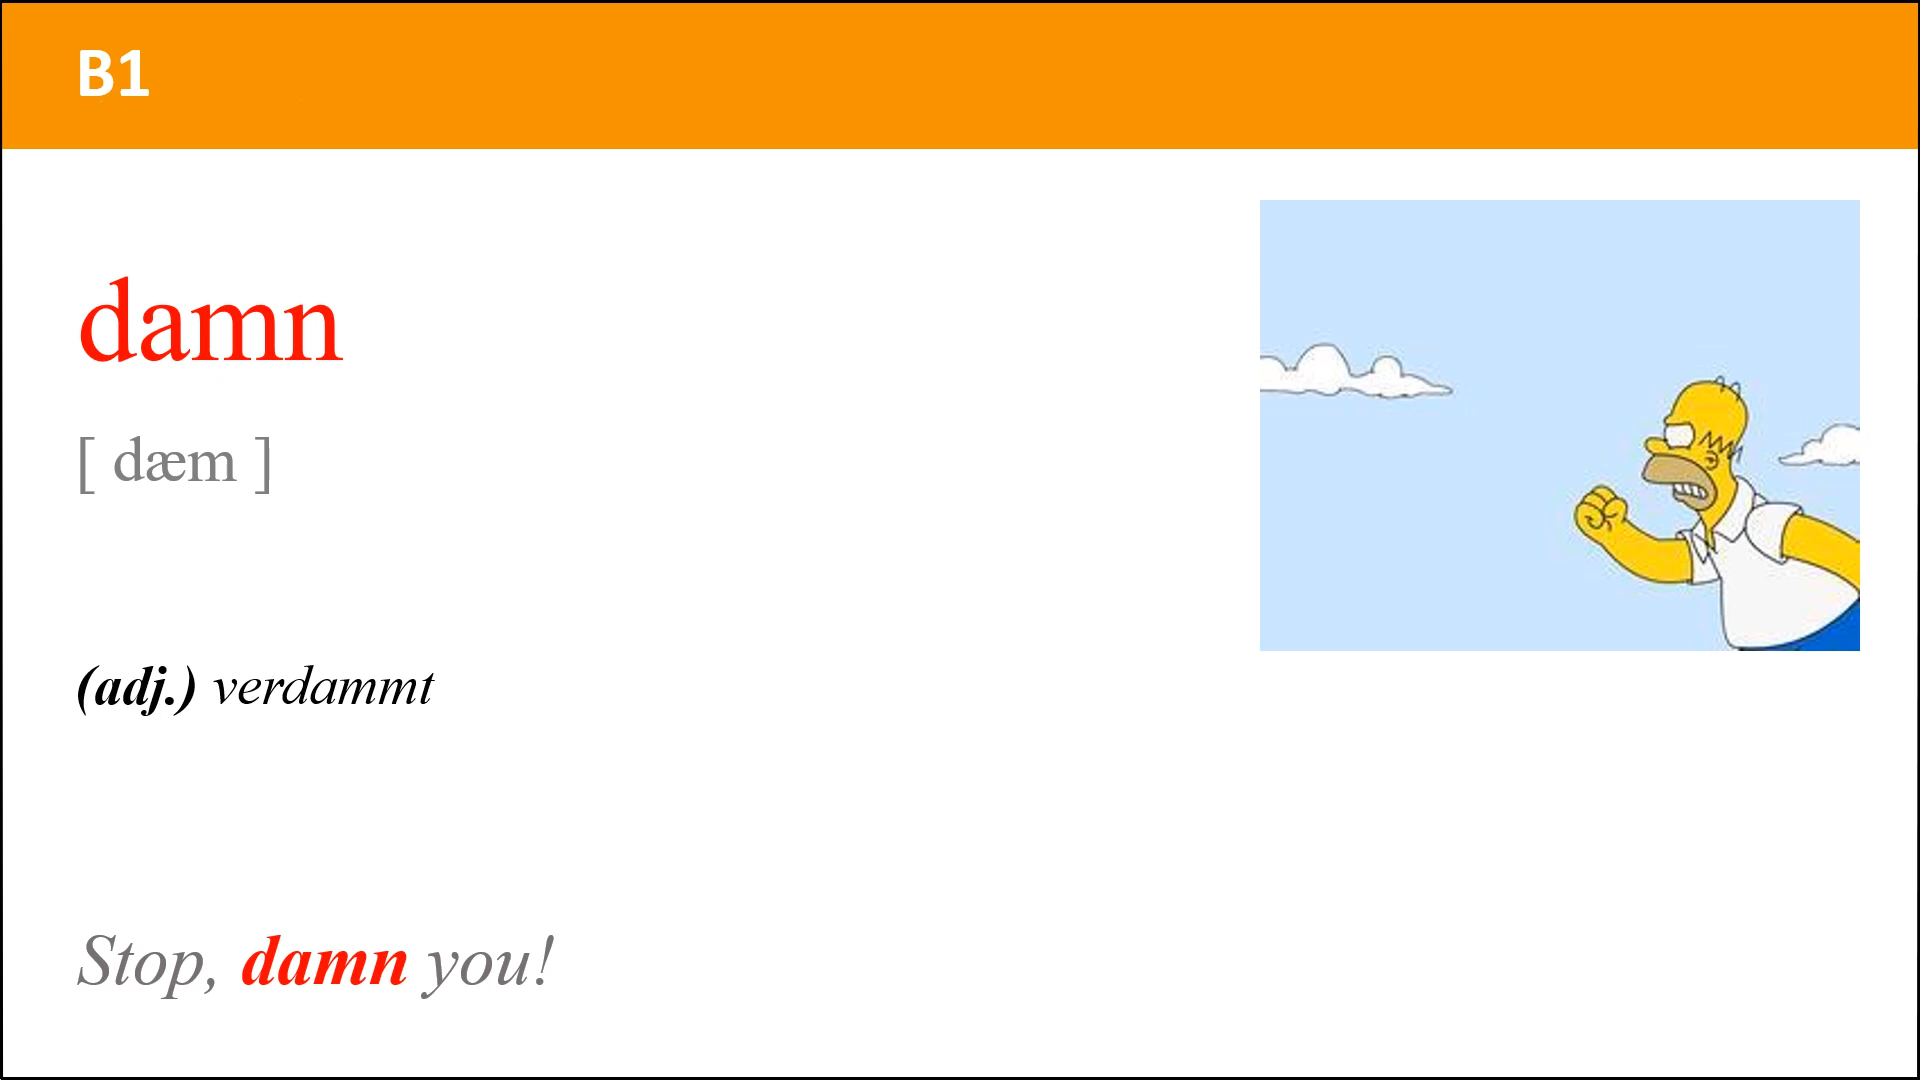 B1
damn
[ dæm ]
(adj.) verdammt
Stop, damn you!